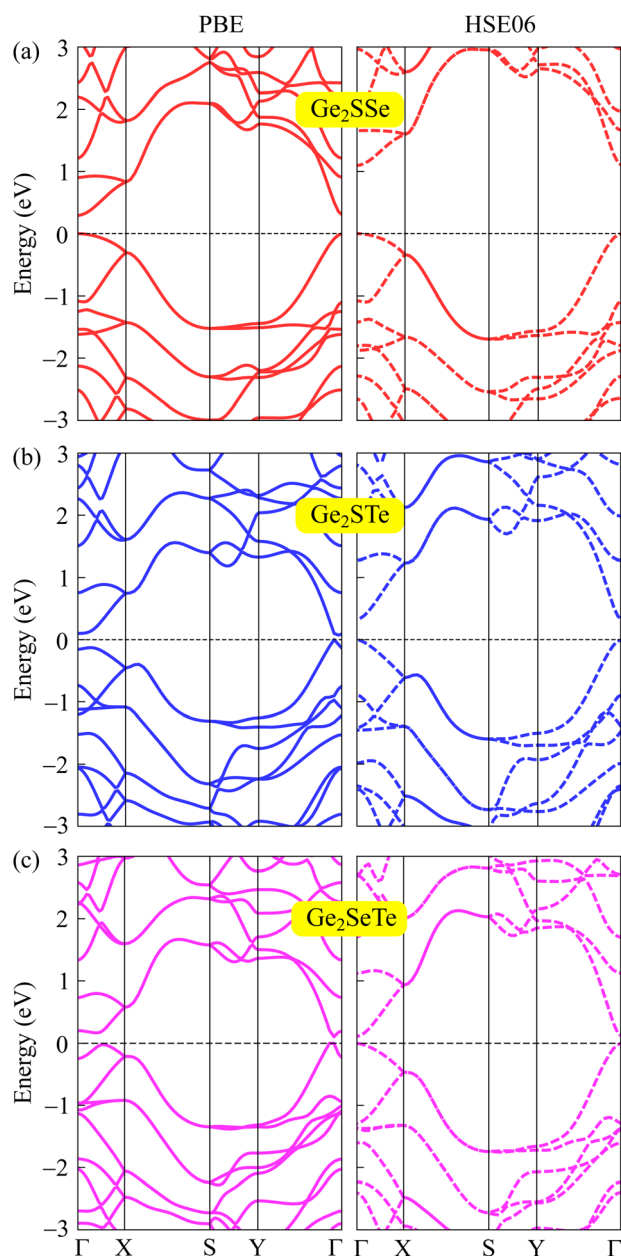 PBE HSE06
(a)
3
2
1
0
−1
−2
−3
Energy (eV)
Ge₂SSe
(b)
3
2
1
0
−1
−2
−3
Energy (eV)
Ge₂STe
(c)
3
2
1
0
−1
−2
−3
Energy (eV)
Ge₂SeTe
Γ X S Y Γ X S Y Γ